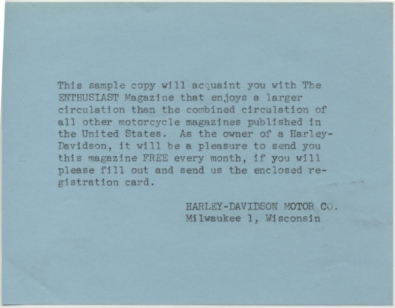 This sample copy will acquaint you with The
ENTHUSIAST Magazine that enjoys a larger
circulation than the combined circulation of
all other motorcycle magazines published in
the United States.  As the owner of a Harley-
Davidson, it will be a pleasure to send you
this magazine FREE every month, if you will
please fill out and send us the enclosed re-
gistration card.
HARLEY-DAVIDSON MOTOR CO.
Milwaukee 1, Wisconsin